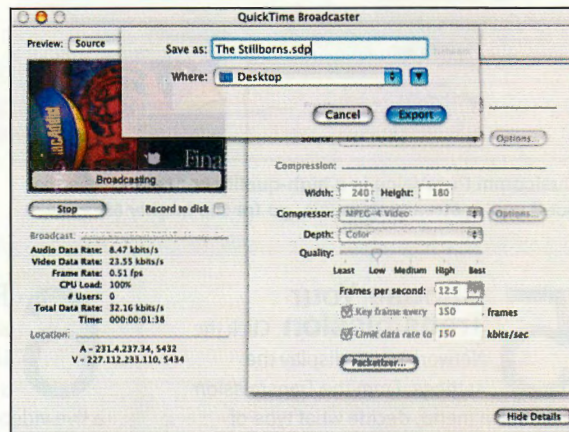 QuickTime Broadcaster
Preview: Source
Save as: The Stillborns.sdp
Where: Desktop
Cancel Export
Source: Options...
Compression:
Width: 240 Height: 180
Compressor: MPEG-4 Video Options...
Depth: Color
Quality:
Least Low Medium High Best
Frames per second: 12.5
Key frame every 150 frames
Limit data rate to 150 kbits/sec
Packetizer...
Hide Details
Fina
Broadcasting
Stop Record to disk
Broadcast:
Audio Data Rate: 8.47 kbits/s
Video Data Rate: 23.55 kbits/s
Frame Rate: 0.51 fps
CPU Load: 100%
# Users: 0
Total Data Rate: 32.16 kbits/s
Time: 000:00:01:38
Location:
A – 231.4.237.34, 5432
V – 227.112.233.110, 5434